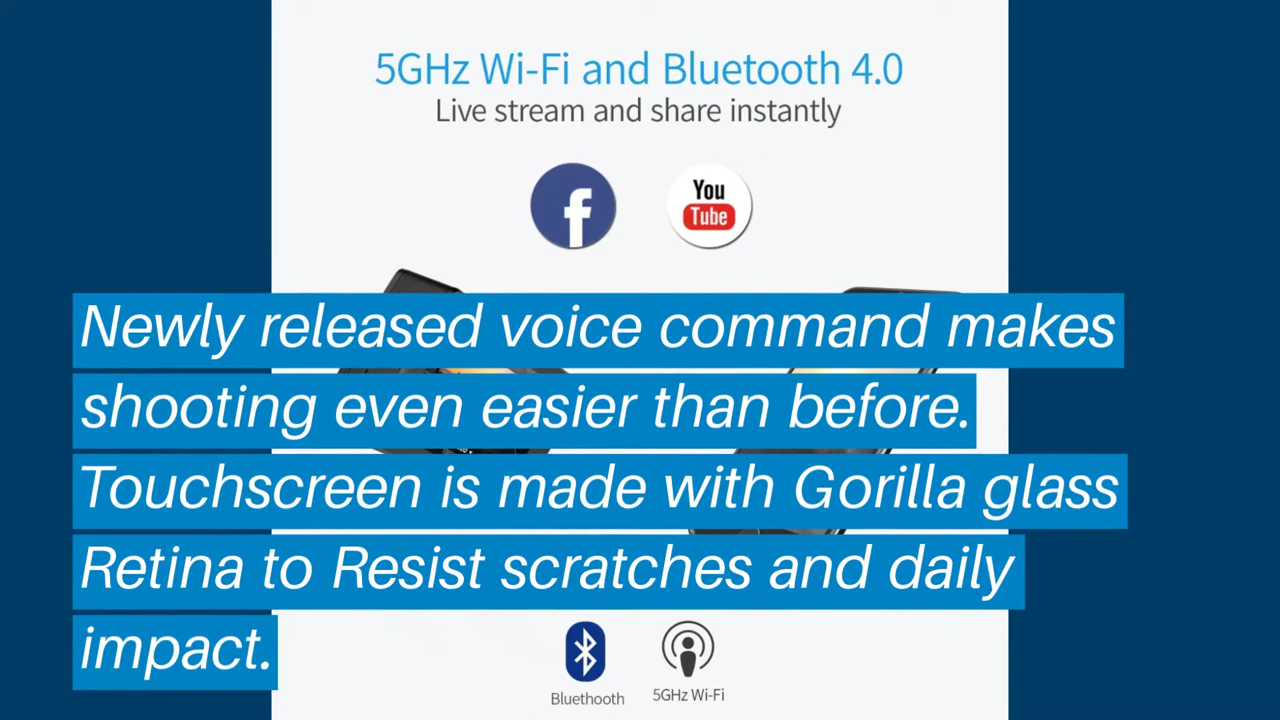 5GHz Wi-Fi and Bluetooth 4.0
Live stream and share instantly
f
You
Tube
Newly released voice command makes
shooting even easier than before.
Touchscreen is made with Gorilla glass
Retina to Resist scratches and daily
impact.
Bluethooth
5GHz Wi-Fi